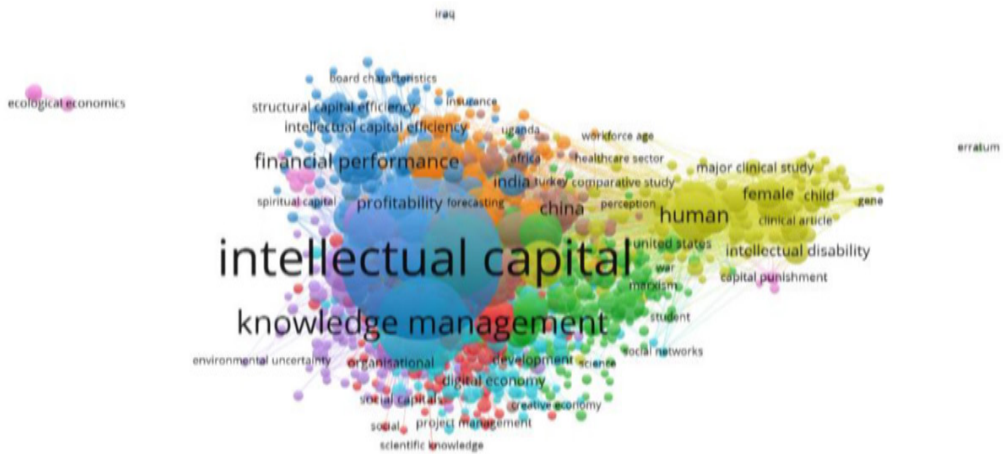 iraq
board characteristics
ecological economics
structural capital efficiency
insurance
intellectual capital efficiency
uganda
workforce age
erratum
financial performance
africa
healthcare sector
major clinical study
india
turkey
comparative study
female
child
spiritual capital
profitability
forecasting
china
perception
human
gene
clinical article
intellectual capital
united states
intellectual disability
war
capital punishment
marxism
knowledge management
student
social networks
environmental uncertainty
organisational
development
science
digital economy
social capitals
creative economy
social
project management
scientific knowledge